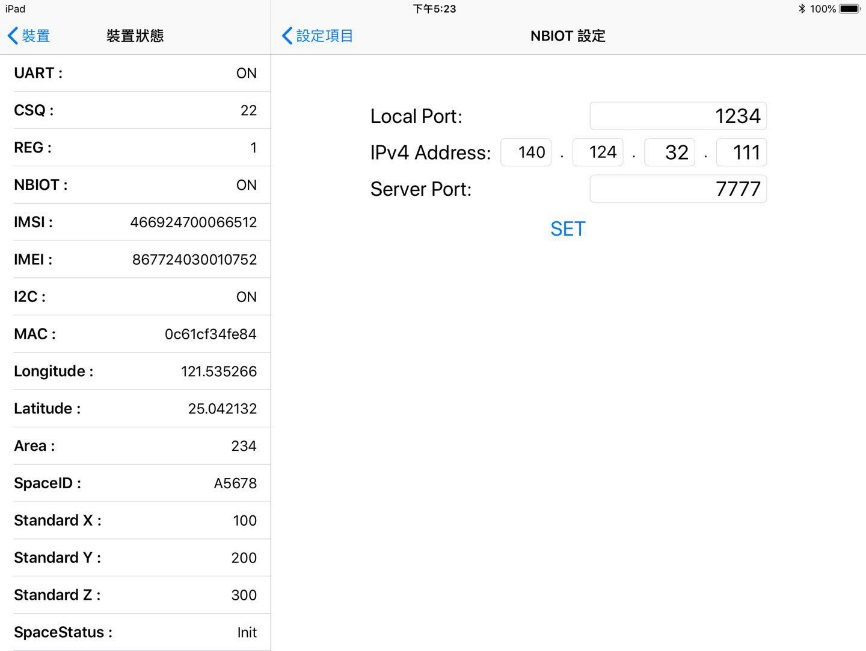 iPad 下午5:23 100%
裝置 裝置狀態 設定項目 NBIOT 設定
UART : ON
CSQ : 22
REG : 1
NBIOT : ON
IMSI : 466924700066512
IMEI : 867724030010752
I2C : ON
MAC : 0c61cf34fe84
Longitude : 121.535266
Latitude : 25.042132
Area : 234
SpaceID : A5678
Standard X : 100
Standard Y : 200
Standard Z : 300
SpaceStatus : Init
Local Port: 1234
IPv4 Address: 140 . 124 . 32 . 111
Server Port: 7777
SET